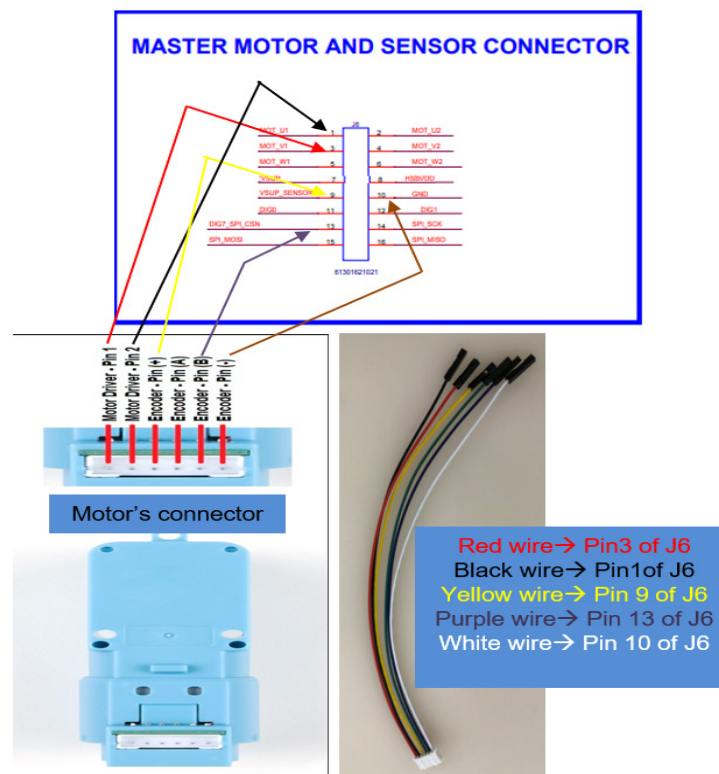 MASTER MOTOR AND SENSOR CONNECTOR
J6
MOT_U1 1 2 MOT_U2
MOT_V1 3 4 MOT_V2
MOT_W1 5 6 MOT_W2
VSUP 7 8 HSBVDD
VSUP_SENSOR 9 10 GND
DIG0 11 12 DIG1
DIG7_SPI_CSN 13 14 SPI_SCK
SPI_MOSI 15 16 SPI_MISO
61301621021
Motor Driver - Pin 1
Motor Driver - Pin 2
Encoder - Pin (+)
Encoder - Pin (A)
Encoder - Pin (B)
Encoder - Pin (-)
Motor's connector
Red wire→ Pin3 of J6
Black wire→ Pin1of J6
Yellow wire→ Pin 9 of J6
Purple wire→ Pin 13 of J6
White wire→ Pin 10 of J6